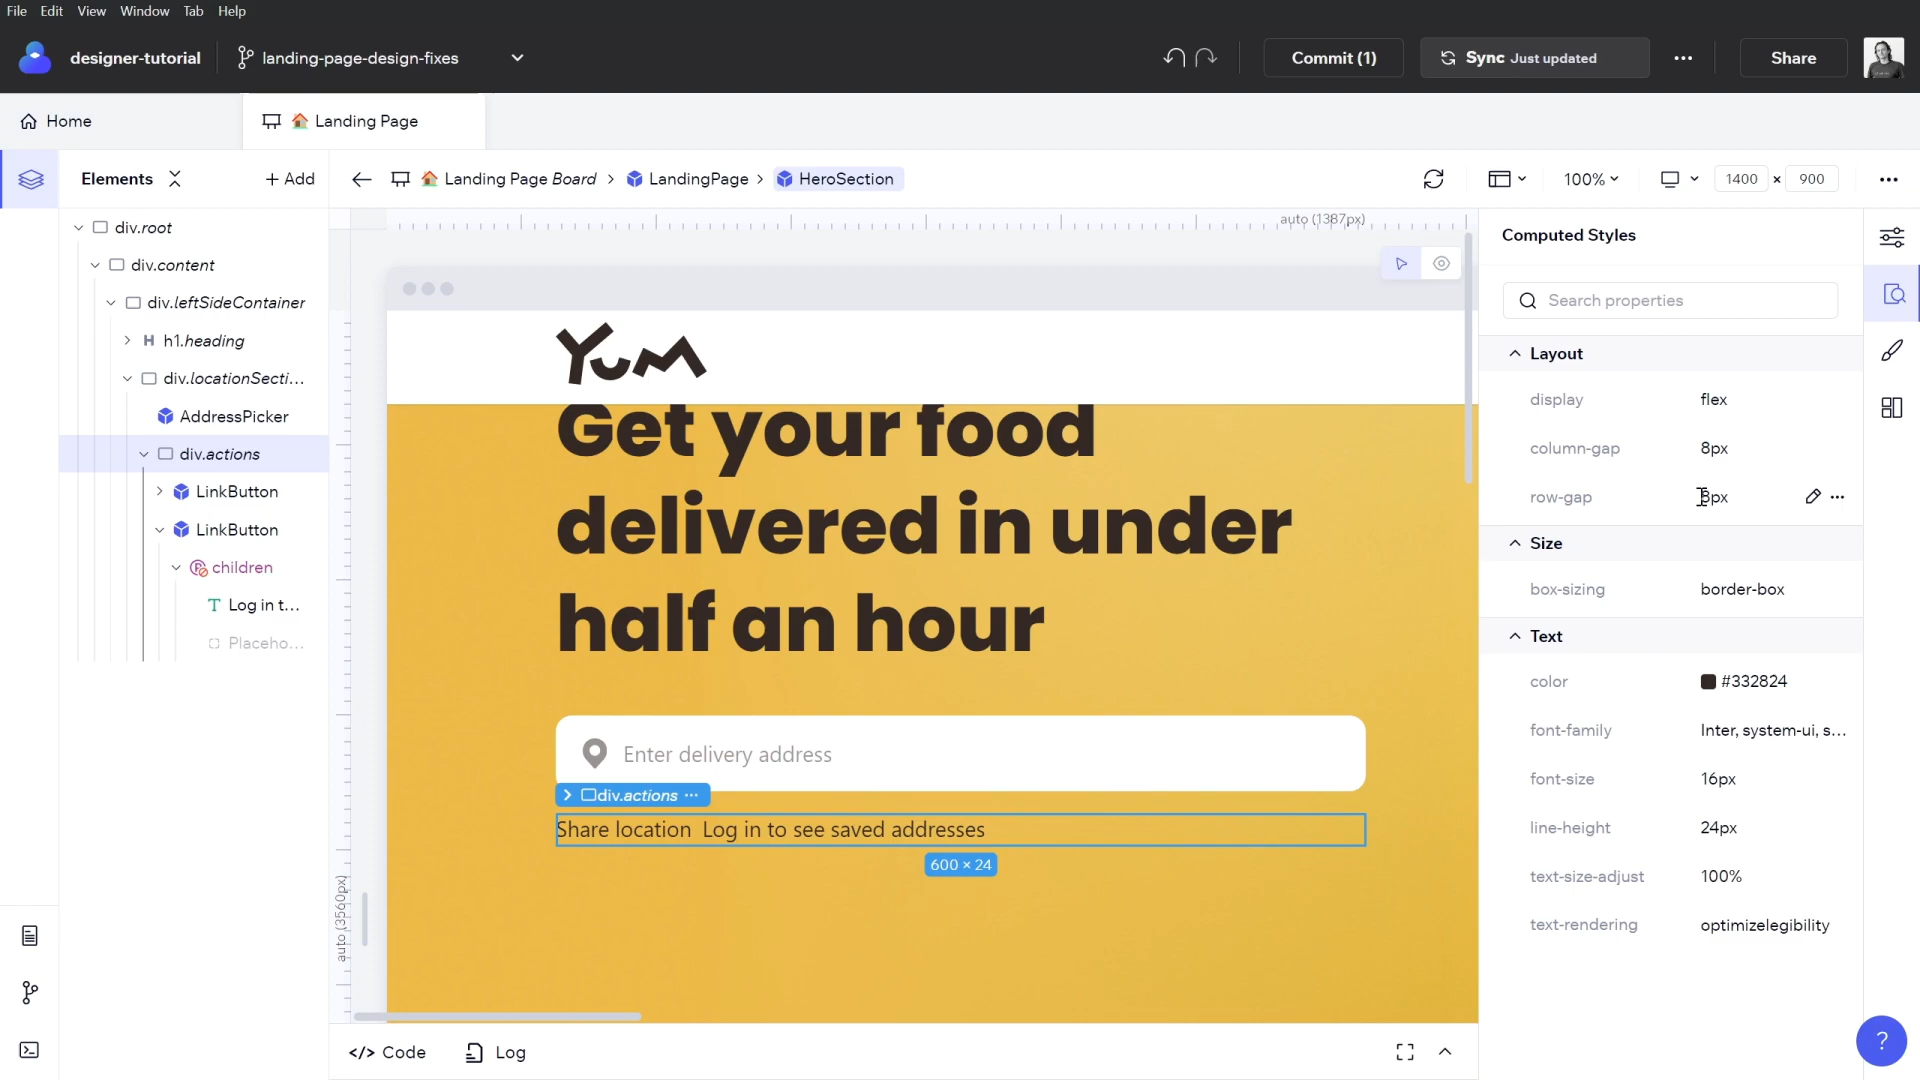 File Edit View Window Tab Help
designer-tutorial landing-page-design-fixes Commit (1) Sync Just updated ... Share
Home 🏠 Landing Page
Elements + Add 🏠 Landing Page Board > LandingPage > HeroSection 100% 1400 × 900 ...
div.root
div.content
div.leftSideContainer
H h1.heading
div.locationSecti...
AddressPicker
div.actions
LinkButton
LinkButton
children
T Log in t...
Placeho...
auto (1387px)
auto (3560px)
Yum
Get your food
delivered in under
half an hour
Enter delivery address
div.actions ...
Share location Log in to see saved addresses
600 × 24
</> Code Log
Computed Styles
Search properties
Layout
display flex
column-gap 8px
row-gap 8px ...
Size
box-sizing border-box
Text
color #332824
font-family Inter, system-ui, s...
font-size 16px
line-height 24px
text-size-adjust 100%
text-rendering optimizelegibility
?